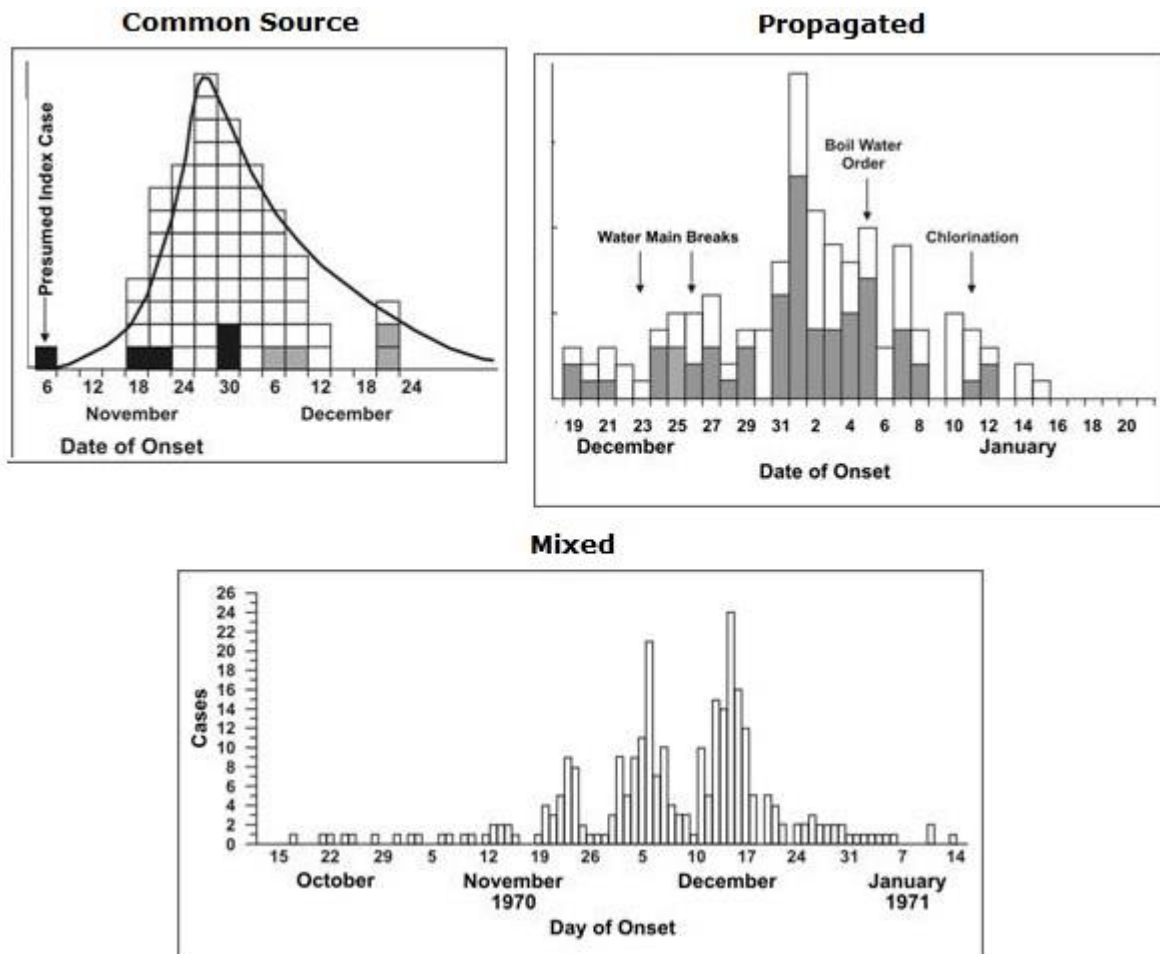 Common Source
Presumed Index Case
6 12 18 24 30 6 12 18 24
November December
Date of Onset
Propagated
Boil Water
Order
Water Main Breaks
Chlorination
19 21 23 25 27 29 31 2 4 6 8 10 12 14 16 18 20
December January
Date of Onset
Mixed
Cases
26
24
22
20
18
16
14
12
10
8
6
4
2
0
15 22 29 5 12 19 26 5 10 17 24 31 7 14
October November December January
1970 1971
Day of Onset